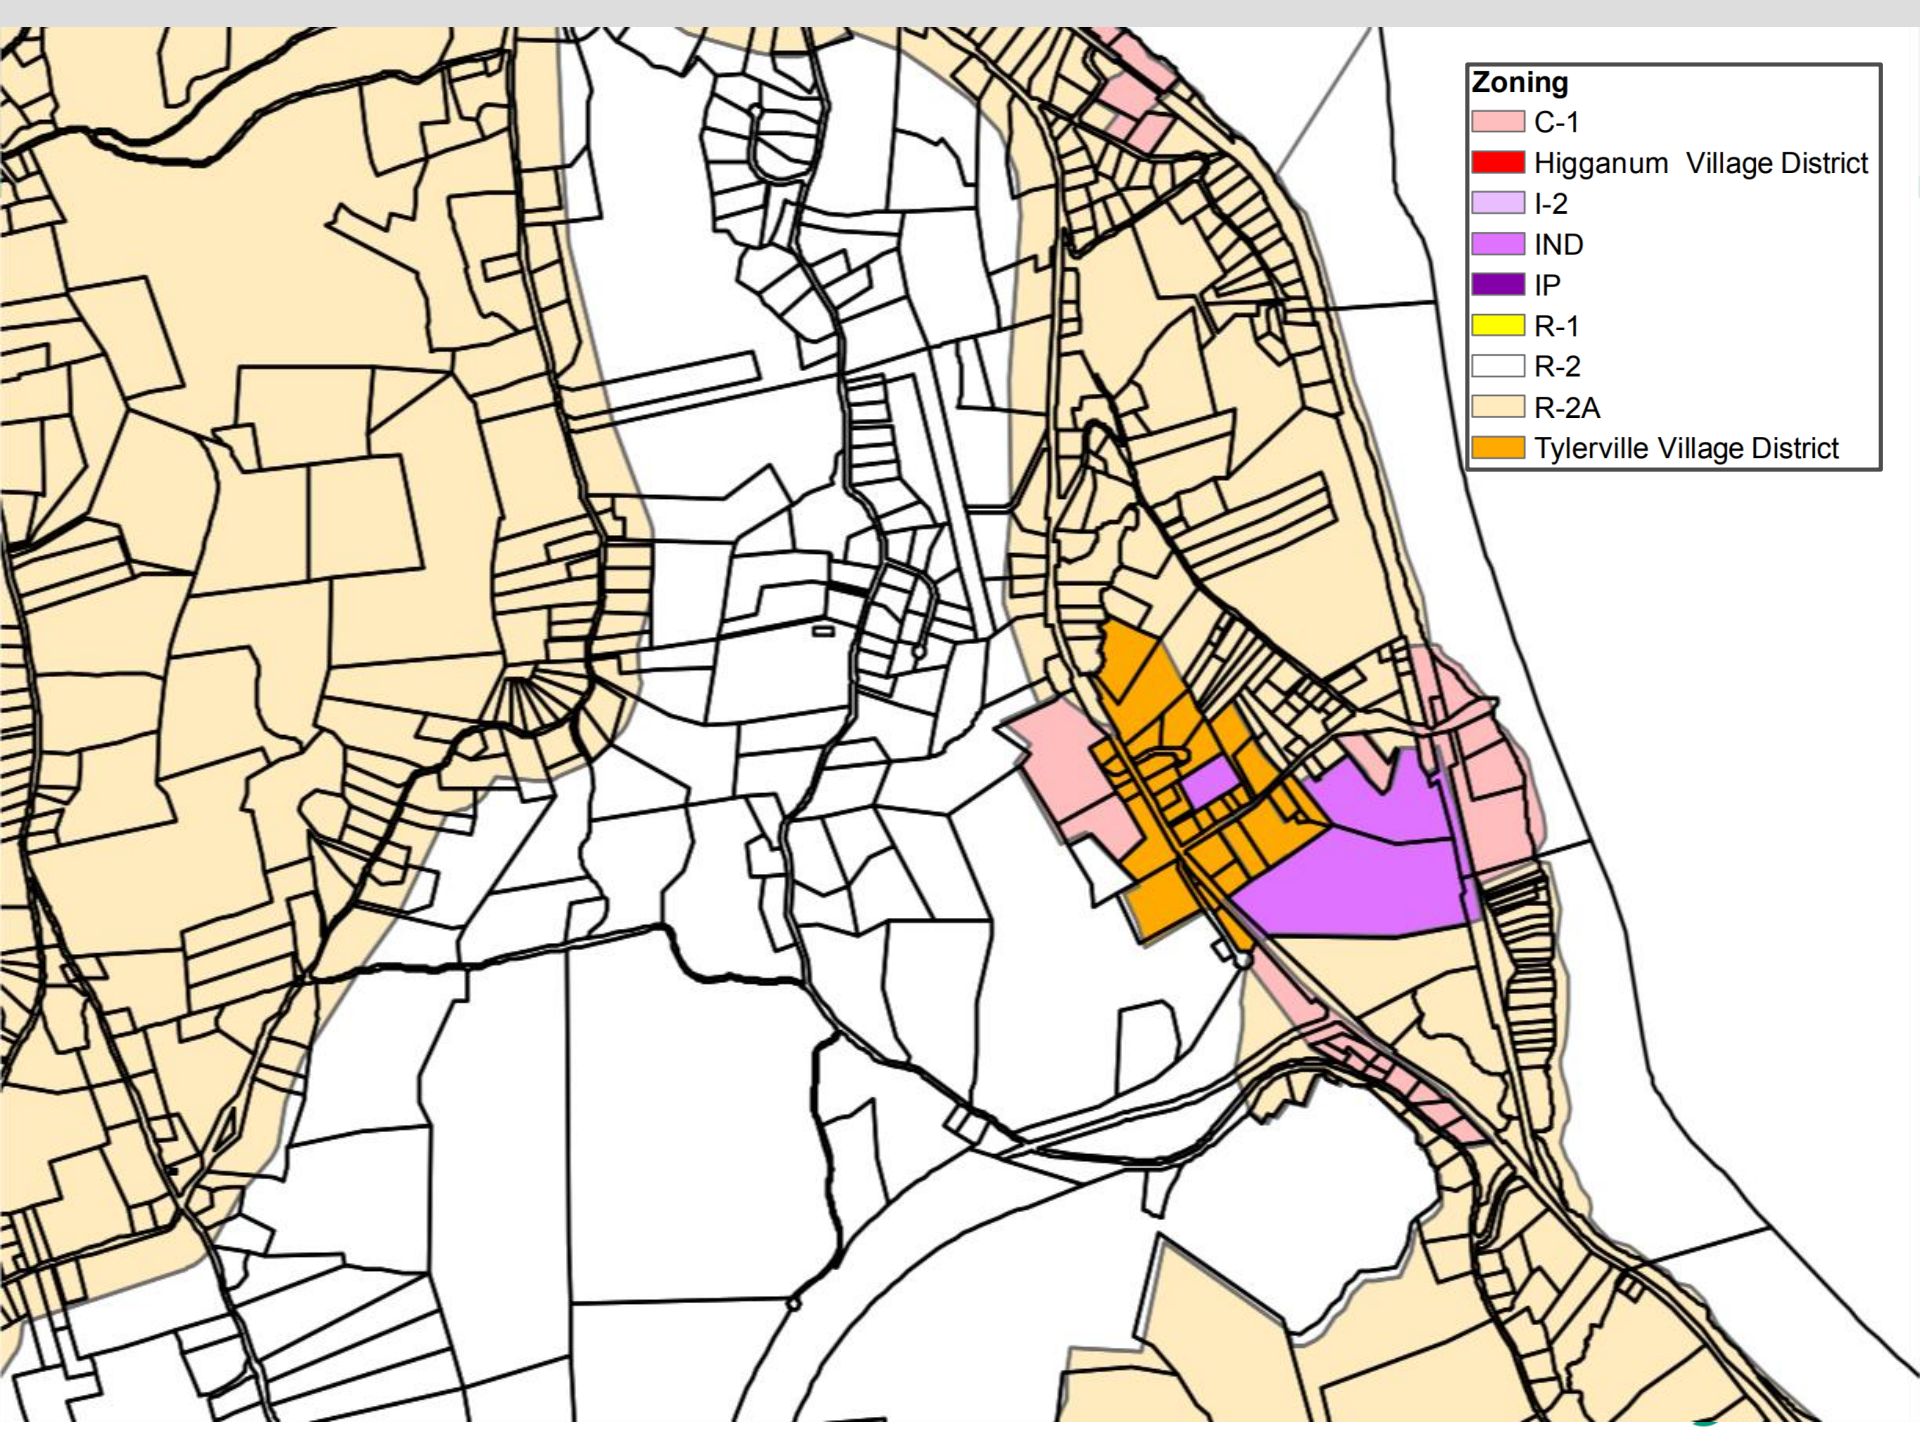 Zoning
C-1
Higganum Village District
I-2
IND
IP
R-1
R-2
R-2A
Tylerville Village District